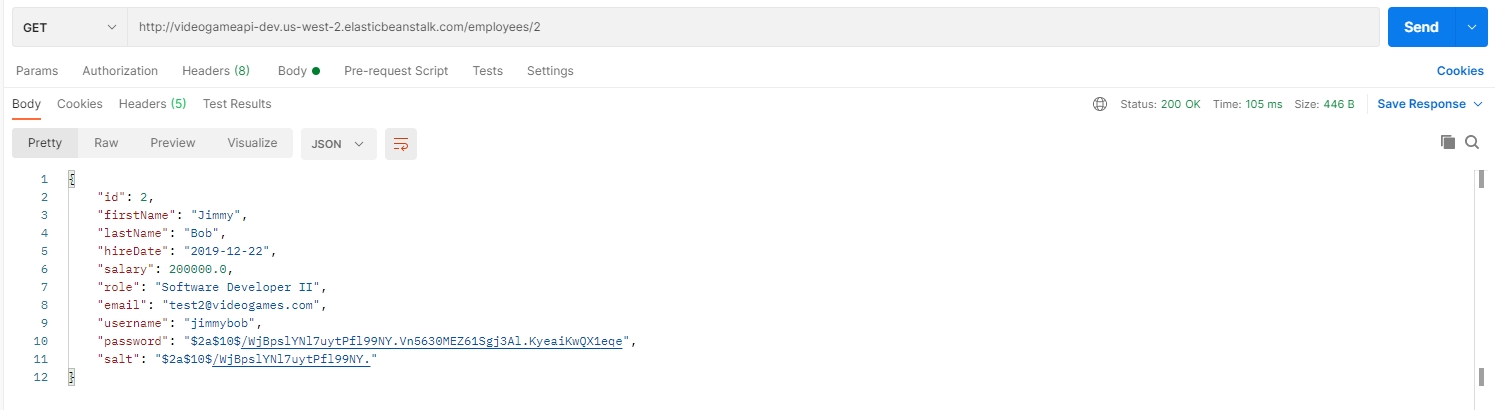 GET http://videogameapi-dev.us-west-2.elasticbeanstalk.com/employees/2 Send
Params Authorization Headers (8) Body Pre-request Script Tests Settings Cookies
Body Cookies Headers (5) Test Results Status: 200 OK Time: 105 ms Size: 446 B Save Response
Pretty Raw Preview Visualize JSON
1 {
2 "id": 2,
3 "firstName": "Jimmy",
4 "lastName": "Bob",
5 "hireDate": "2019-12-22",
6 "salary": 200000.0,
7 "role": "Software Developer II",
8 "email": "test2@videogames.com",
9 "username": "jimmybob",
10 "password": "$2a$10$/WjBpslYNl7uytPfl99NY.Vn5630MEZ61Sgj3Al.KyeaiKwQX1eqe",
11 "salt": "$2a$10$/WjBpslYNl7uytPfl99NY."
12 }